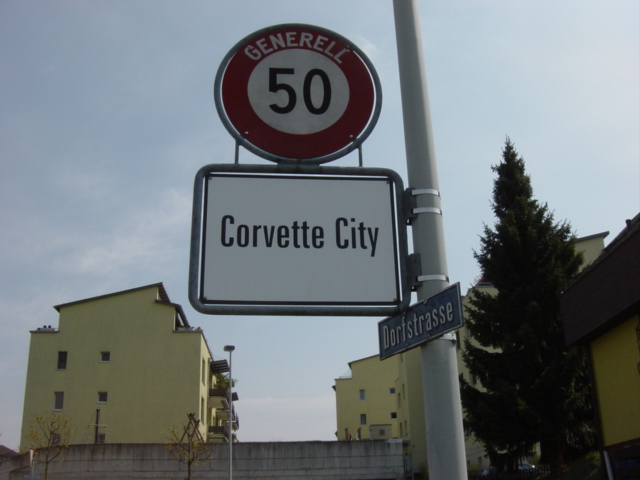 GENERELL
50
Corvette City
Dorfstrasse